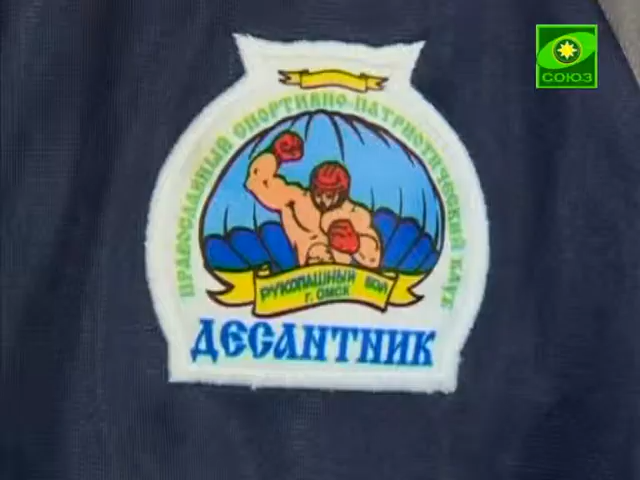 СОЮЗ
ПРАВОСЛАВНЫЙ СПОРТИВНО-ПАТРИОТИЧЕСКИЙ КЛУБ
РУКОПАШНЫЙ БОЙ
Г. ОМСК
ДЕСАНТНИК